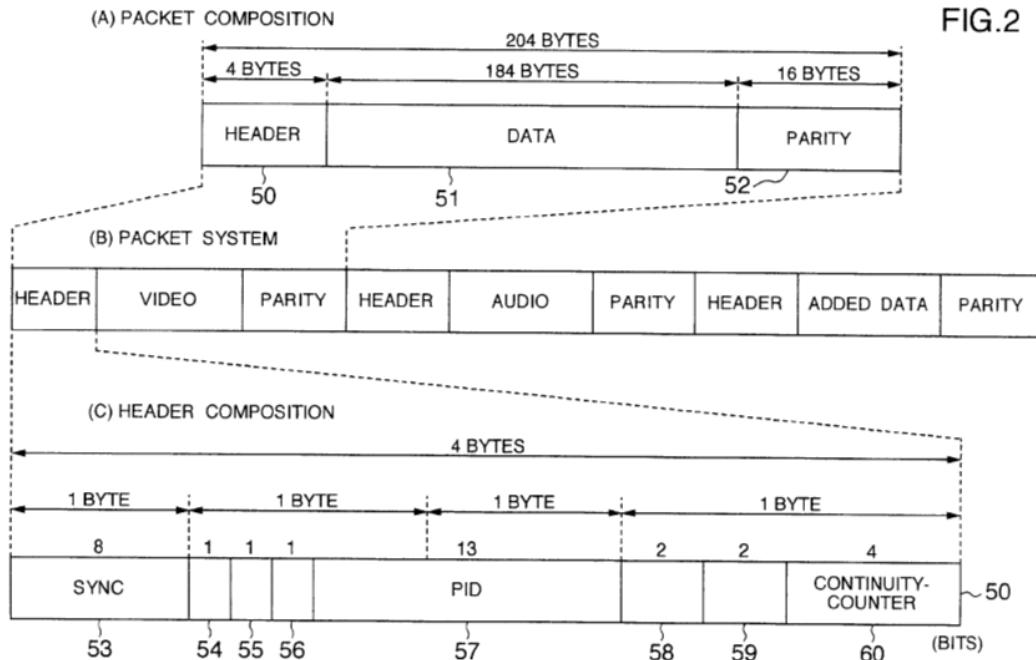 (A) PACKET COMPOSITION
FIG.2
204 BYTES
4 BYTES 184 BYTES 16 BYTES
HEADER DATA PARITY
50 51 52
(B) PACKET SYSTEM
HEADER VIDEO PARITY HEADER AUDIO PARITY HEADER ADDED DATA PARITY
(C) HEADER COMPOSITION
4 BYTES
1 BYTE 1 BYTE 1 BYTE 1 BYTE
8 1 1 1 13 2 2 4
SYNC PID CONTINUITY-
COUNTER 50
53 54 55 56 57 58 59 60 (BITS)